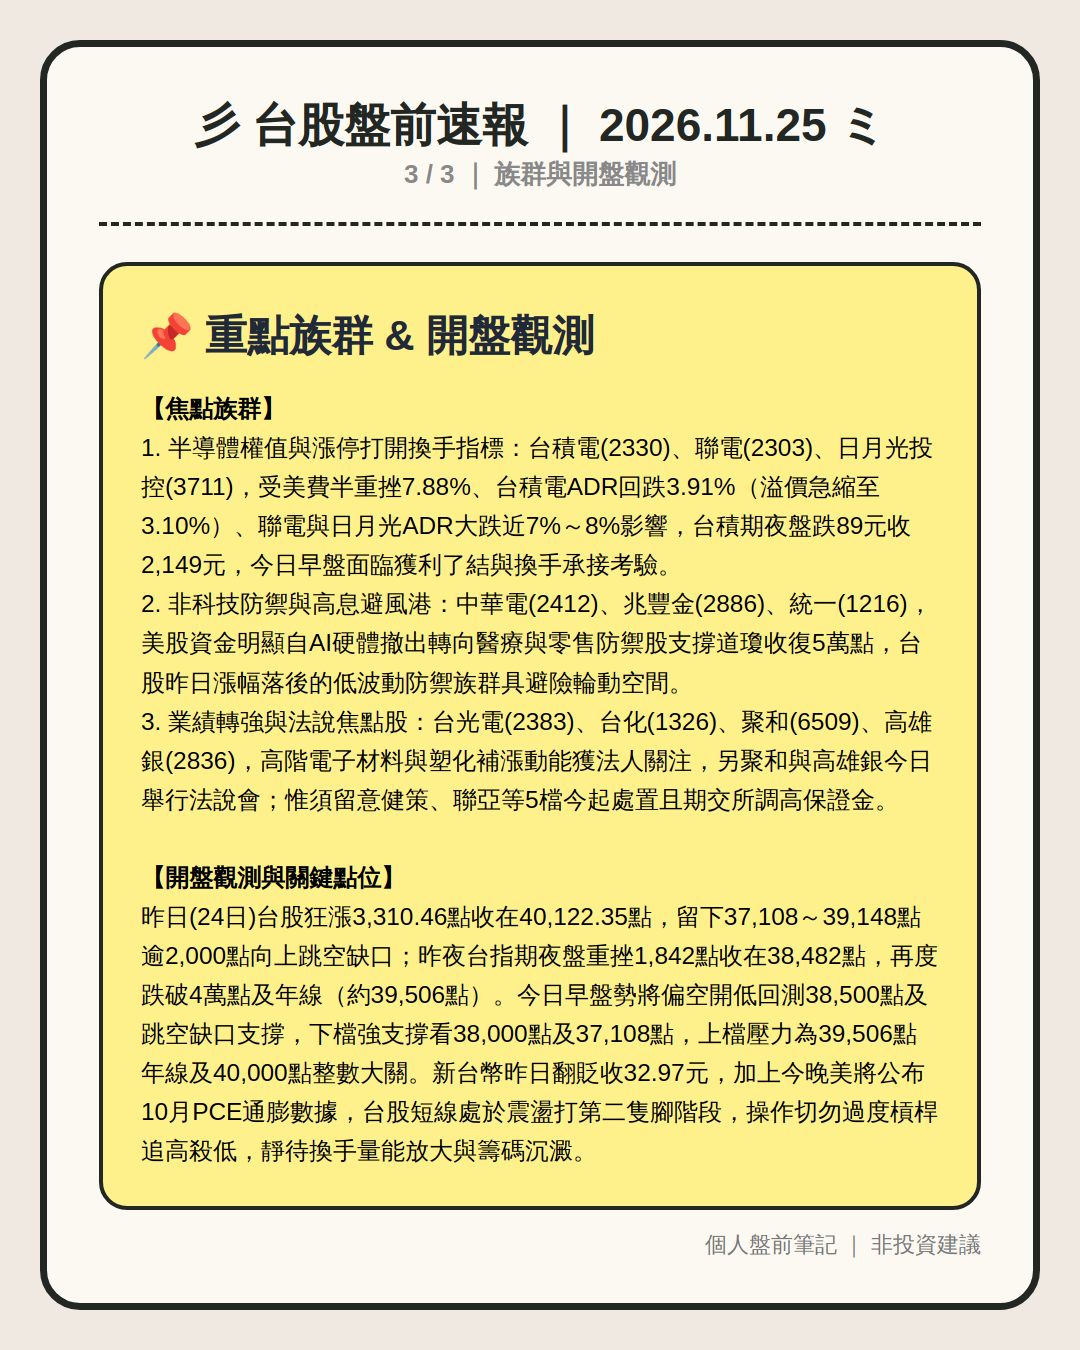 彡 台股盤前速報 ｜ 2026.11.25 ミ
3 / 3 ｜ 族群與開盤觀測
📌 重點族群 & 開盤觀測
【焦點族群】
1. 半導體權值與漲停打開換手指標：台積電(2330)、聯電(2303)、日月光投
控(3711)，受美費半重挫7.88%、台積電ADR回跌3.91%（溢價急縮至
3.10%）、聯電與日月光ADR大跌近7%～8%影響，台積期夜盤跌89元收
2,149元，今日早盤面臨獲利了結與換手承接考驗。
2. 非科技防禦與高息避風港：中華電(2412)、兆豐金(2886)、統一(1216)，
美股資金明顯自AI硬體撤出轉向醫療與零售防禦股支撐道瓊收復5萬點，台
股昨日漲幅落後的低波動防禦族群具避險輪動空間。
3. 業績轉強與法說焦點股：台光電(2383)、台化(1326)、聚和(6509)、高雄
銀(2836)，高階電子材料與塑化補漲動能獲法人關注，另聚和與高雄銀今日
舉行法說會；惟須留意健策、聯亞等5檔今起處置且期交所調高保證金。
【開盤觀測與關鍵點位】
昨日(24日)台股狂漲3,310.46點收在40,122.35點，留下37,108～39,148點
逾2,000點向上跳空缺口；昨夜台指期夜盤重挫1,842點收在38,482點，再度
跌破4萬點及年線（約39,506點）。今日早盤勢將偏空開低回測38,500點及
跳空缺口支撐，下檔強支撐看38,000點及37,108點，上檔壓力為39,506點
年線及40,000點整數大關。新台幣昨日翻貶收32.97元，加上今晚美將公布
10月PCE通膨數據，台股短線處於震盪打第二隻腳階段，操作切勿過度槓桿
追高殺低，靜待換手量能放大與籌碼沉澱。
個人盤前筆記 ｜ 非投資建議